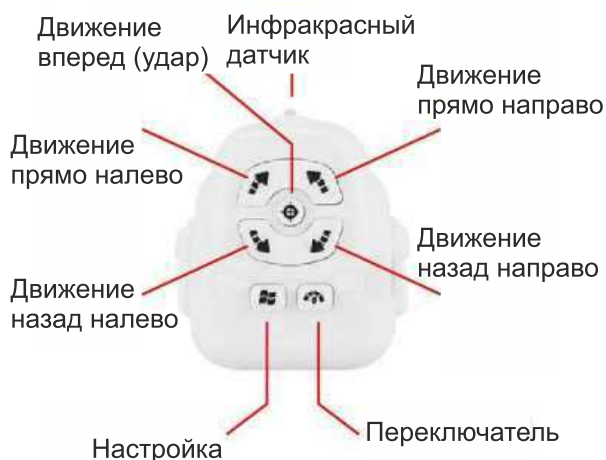 Движение
вперед (удар)
Инфракрасный
датчик
Движение
прямо направо
Движение
прямо налево
Движение
назад направо
Движение
назад налево
Настройка
Переключатель